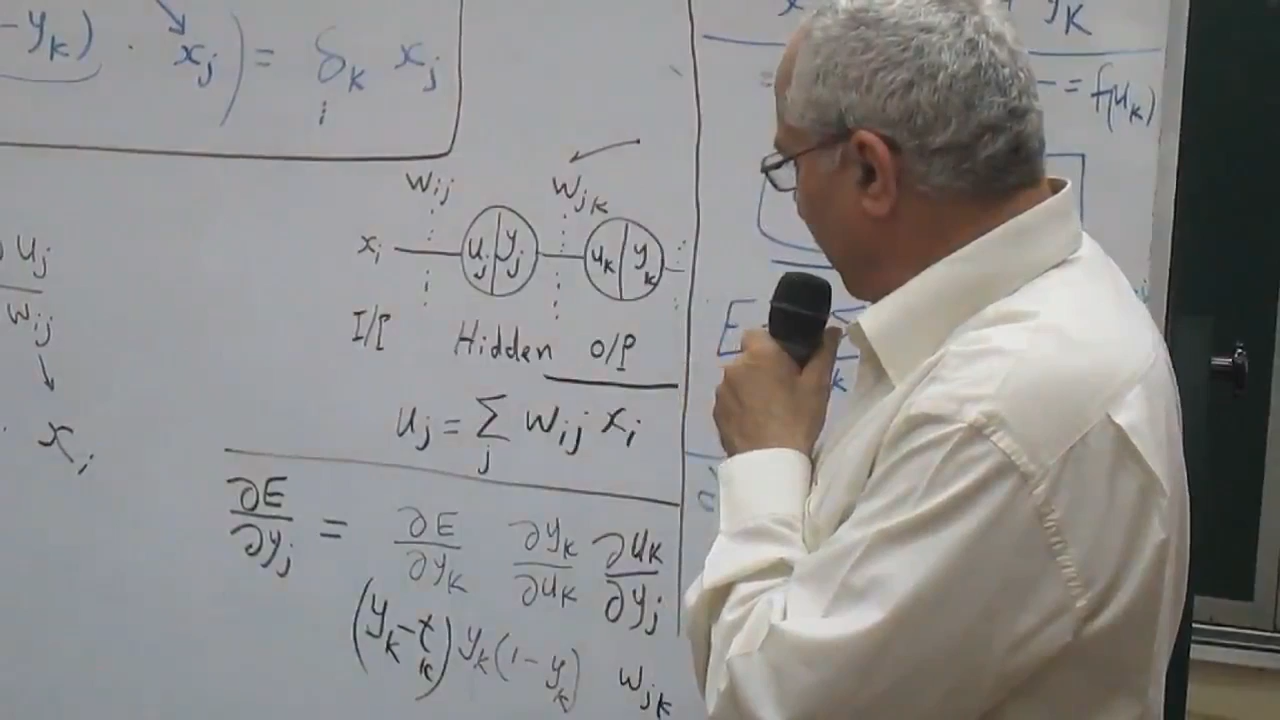 -yₖ) · xⱼ) = δₖ xⱼ
i
uⱼ
wᵢⱼ
xᵢ
wᵢⱼ wⱼₖ
xᵢ uⱼ yⱼ uₖ yₖ
I/P Hidden O/P
uⱼ = ∑ⱼ wᵢⱼ xᵢ
∂E/∂yⱼ = ∂E/∂yₖ ∂yₖ/∂uₖ ∂uₖ/∂yⱼ
(yₖ-tₖ) yₖ(1-yₖ) wⱼₖ
yₖ
= f(uₖ)
E
k